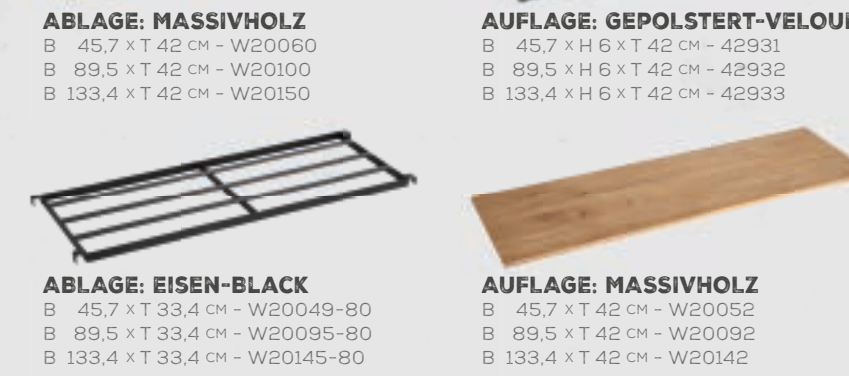 ABLAGE: MASSIVHOLZ
B 45,7 x T 42 CM - W20060
B 89,5 x T 42 CM - W20100
B 133,4 x T 42 CM - W20150
AUFLAGE: GEPOLSTERT-VELOUR
B 45,7 x H 6 x T 42 CM - 42931
B 89,5 x H 6 x T 42 CM - 42932
B 133,4 x H 6 x T 42 CM - 42933
ABLAGE: EISEN-BLACK
B 45,7 x T 33,4 CM - W20049-80
B 89,5 x T 33,4 CM - W20095-80
B 133,4 x T 33,4 CM - W20145-80
AUFLAGE: MASSIVHOLZ
B 45,7 x T 42 CM - W20052
B 89,5 x T 42 CM - W20092
B 133,4 x T 42 CM - W20142